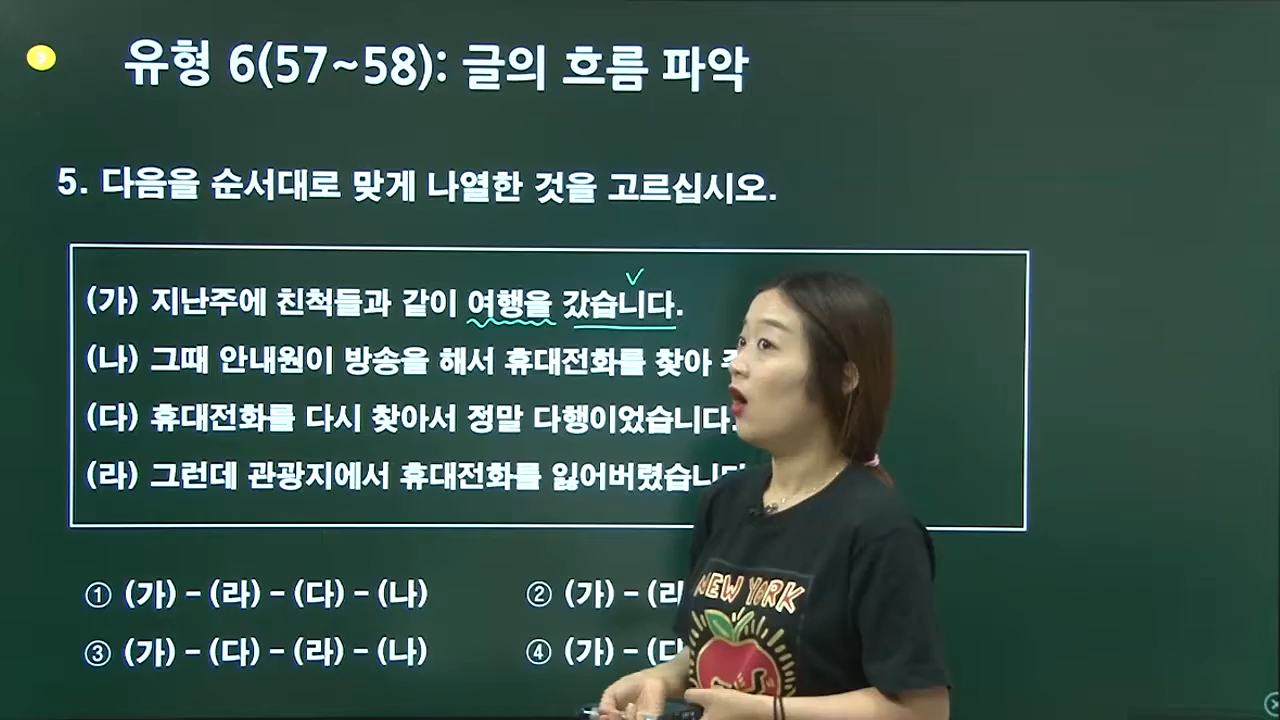 유형 6(57~58): 글의 흐름 파악
5. 다음을 순서대로 맞게 나열한 것을 고르십시오.
(가) 지난주에 친척들과 같이 여행을 갔습니다.
(나) 그때 안내원이 방송을 해서 휴대전화를 찾아
(다) 휴대전화를 다시 찾아서 정말 다행이었습니다.
(라) 그런데 관광지에서 휴대전화를 잃어버렸습니다
① (가) - (라) - (다) - (나)
② (가) - (라
③ (가) - (다) - (라) - (나)
④ (가) - (다
NEW YORK